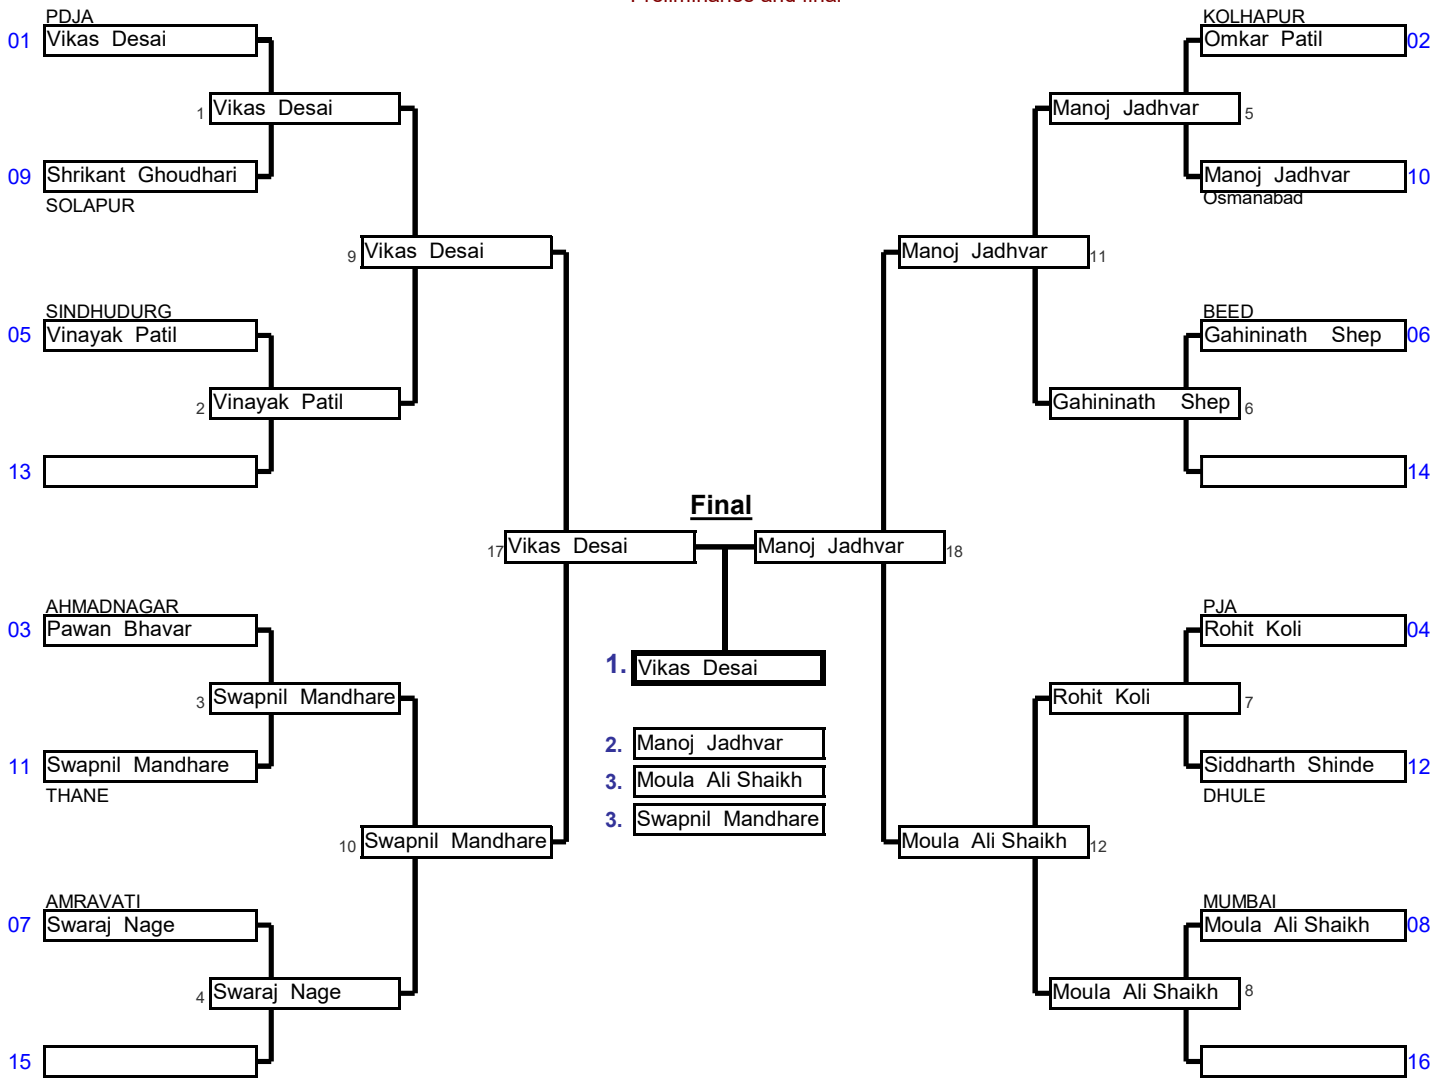 Preliminaries and final
PDJA
01 Vikas Desai
1 Vikas Desai
09 Shrikant Ghoudhari
SOLAPUR
9 Vikas Desai
SINDHUDURG
05 Vinayak Patil
2 Vinayak Patil
13
17 Vikas Desai
AHMADNAGAR
03 Pawan Bhavar
3 Swapnil Mandhare
11 Swapnil Mandhare
THANE
10 Swapnil Mandhare
AMRAVATI
07 Swaraj Nage
4 Swaraj Nage
15
Final
1. Vikas Desai
2. Manoj Jadhvar
3. Moula Ali Shaikh
3. Swapnil Mandhare
KOLHAPUR
Omkar Patil 02
Manoj Jadhvar 5
Manoj Jadhvar 10
Osmanabad
Manoj Jadhvar 11
BEED
Gahininath Shep 06
Gahininath Shep 6
14
Manoj Jadhvar 18
PJA
Rohit Koli 04
Rohit Koli 7
Siddharth Shinde 12
DHULE
Moula Ali Shaikh 12
MUMBAI
Moula Ali Shaikh 08
Moula Ali Shaikh 8
16